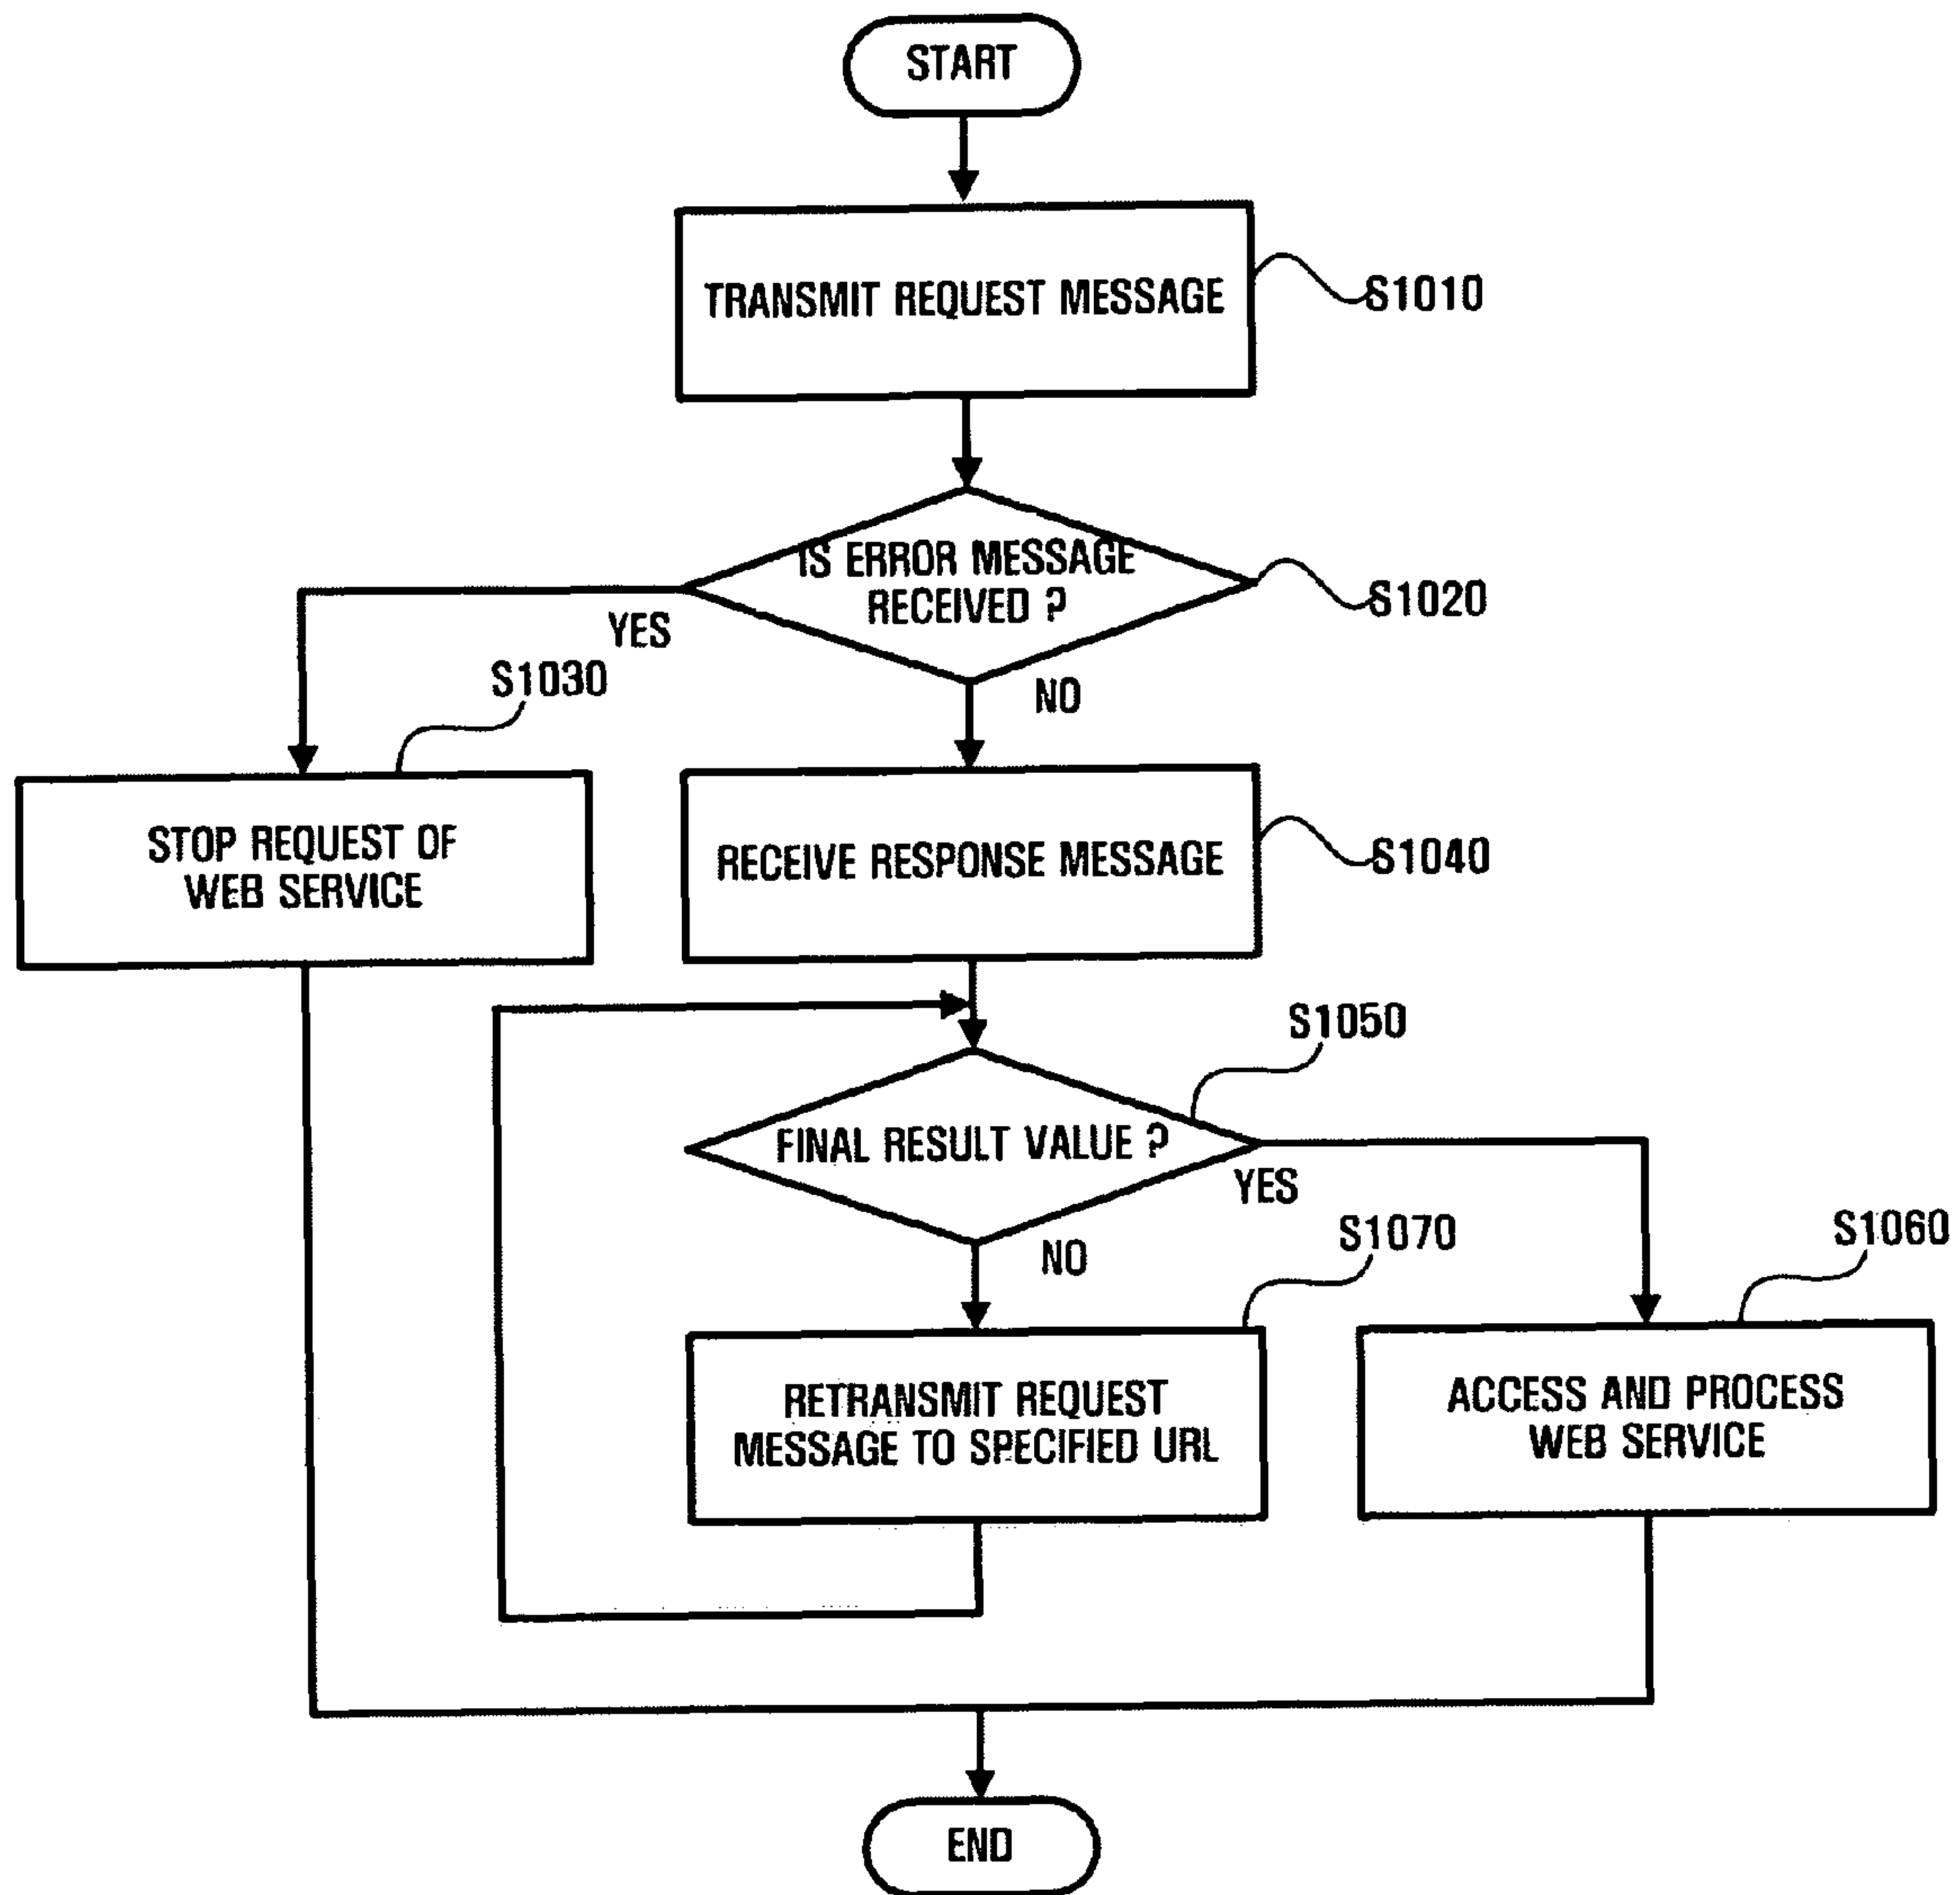 START
TRANSMIT REQUEST MESSAGE
S1010
IS ERROR MESSAGE
RECEIVED ?
S1020
YES
NO
S1030
STOP REQUEST OF
WEB SERVICE
RECEIVE RESPONSE MESSAGE
S1040
S1050
FINAL RESULT VALUE ?
YES
NO
S1070
S1060
RETRANSMIT REQUEST
MESSAGE TO SPECIFIED URL
ACCESS AND PROCESS
WEB SERVICE
END